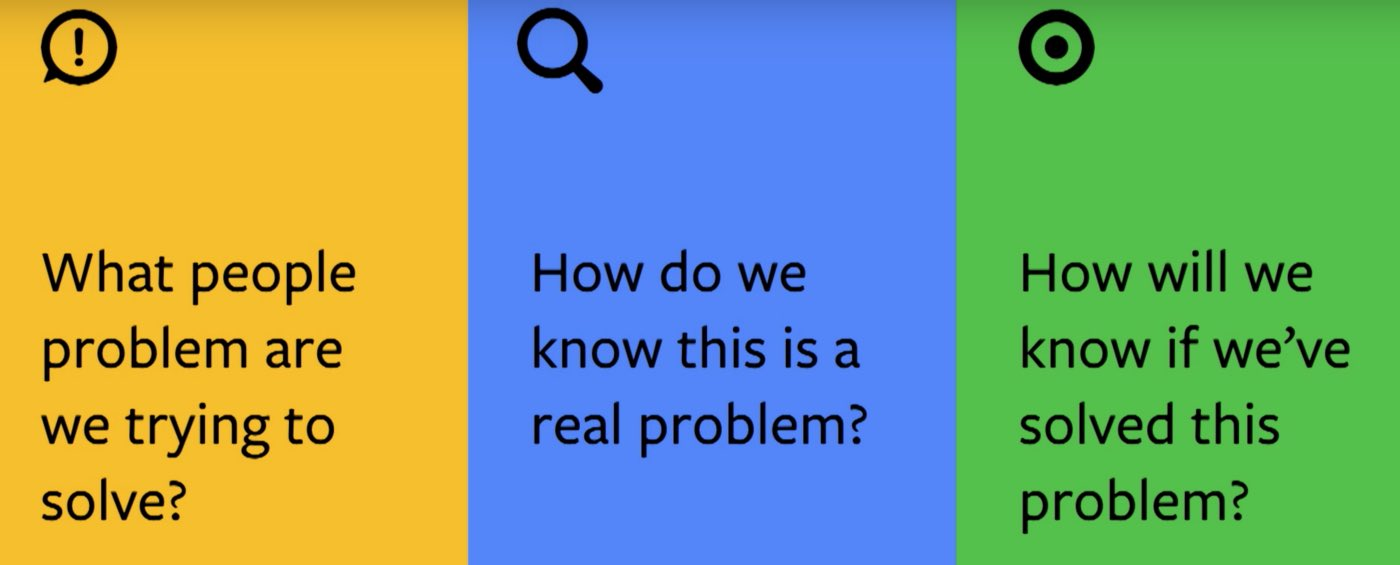 What people
problem are
we trying to
solve?
How do we
know this is a
real problem?
How will we
know if we’ve
solved this
problem?